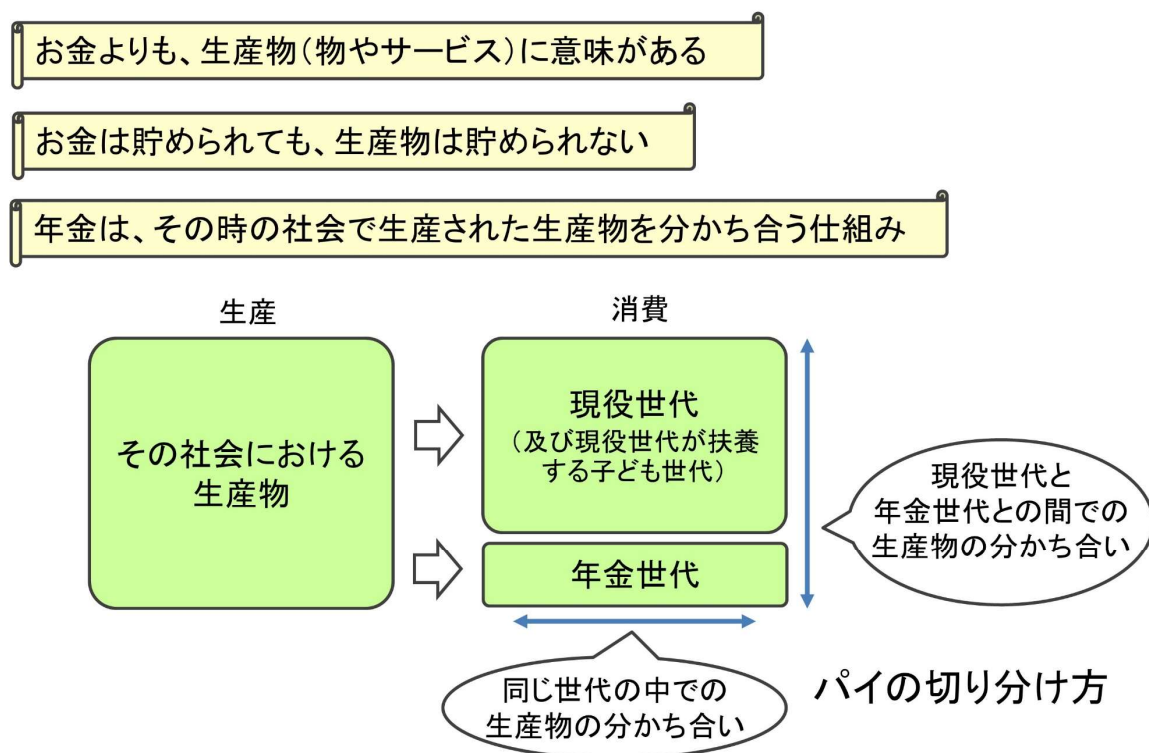 お金よりも、生産物(物やサービス)に意味がある
お金は貯められても、生産物は貯められない
年金は、その時の社会で生産された生産物を分かち合う仕組み
生産
消費
その社会における
生産物
現役世代
(及び現役世代が扶養
する子ども世代)
年金世代
現役世代と
年金世代との間での
生産物の分かち合い
同じ世代の中での
生産物の分かち合い
パイの切り分け方